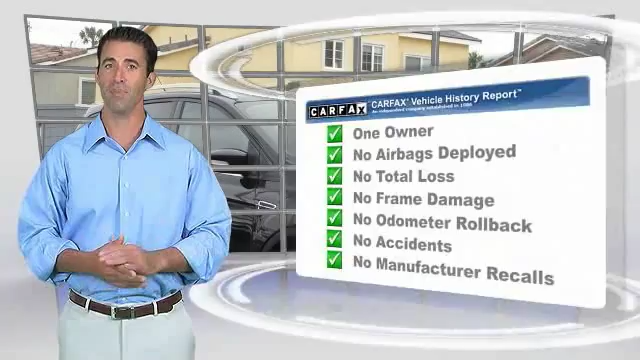 CARFAX CARFAX® Vehicle History Report™
An independent company established in 1986
One Owner
No Airbags Deployed
No Total Loss
No Frame Damage
No Odometer Rollback
No Accidents
No Manufacturer Recalls